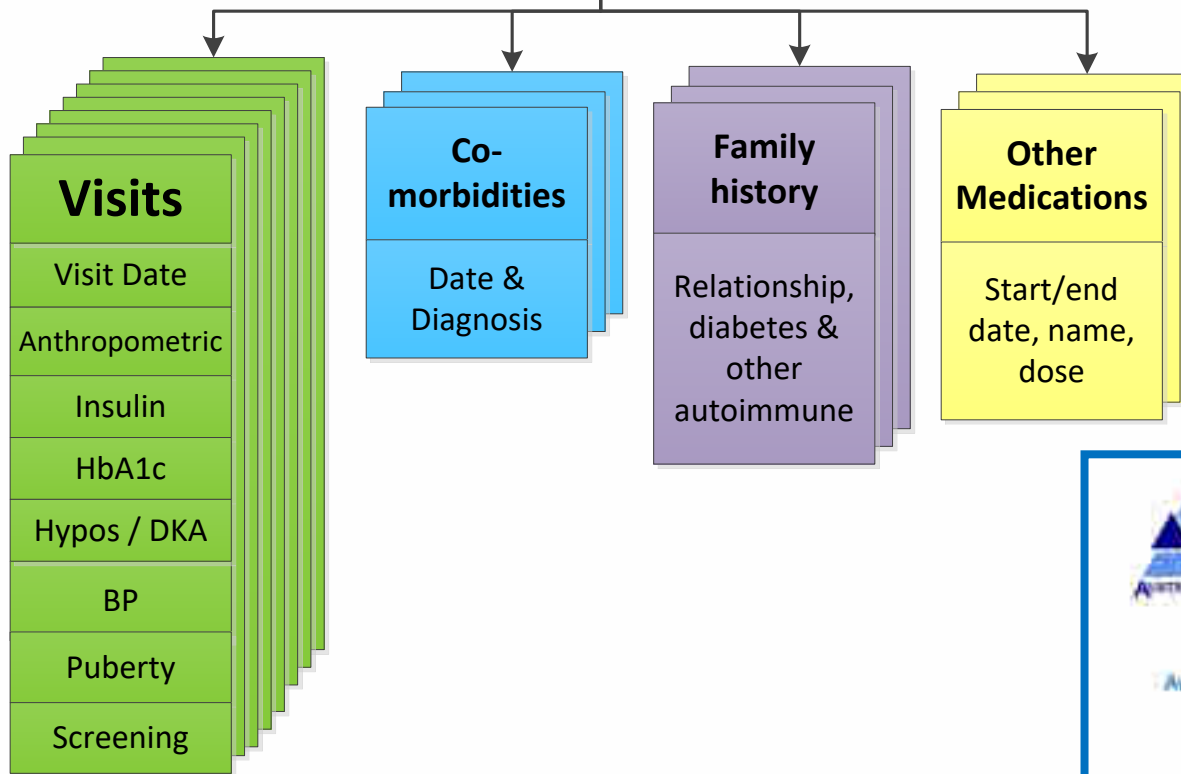 Visits
Visit Date
Anthropometric
Insulin
HbA1c
Hypos / DKA
BP
Puberty
Screening
Co-
morbidities
Date &
Diagnosis
Family
history
Relationship,
diabetes &
other
autoimmune
Other
Medications
Start/end
date, name,
dose